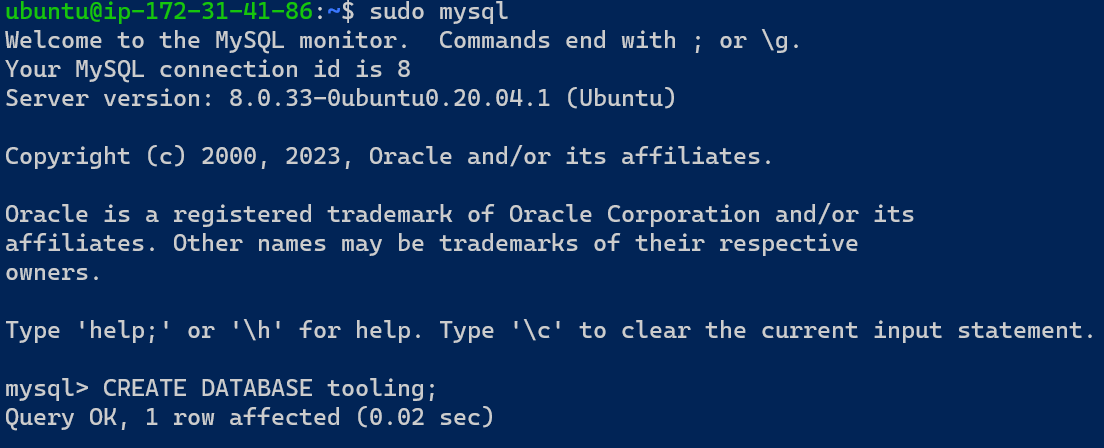 ubuntu@ip-172-31-41-86:~$ sudo mysql
Welcome to the MySQL monitor.  Commands end with ; or \g.
Your MySQL connection id is 8
Server version: 8.0.33-0ubuntu0.20.04.1 (Ubuntu)
Copyright (c) 2000, 2023, Oracle and/or its affiliates.
Oracle is a registered trademark of Oracle Corporation and/or its
affiliates. Other names may be trademarks of their respective
owners.
Type 'help;' or '\h' for help. Type '\c' to clear the current input statement.
mysql> CREATE DATABASE tooling;
Query OK, 1 row affected (0.02 sec)